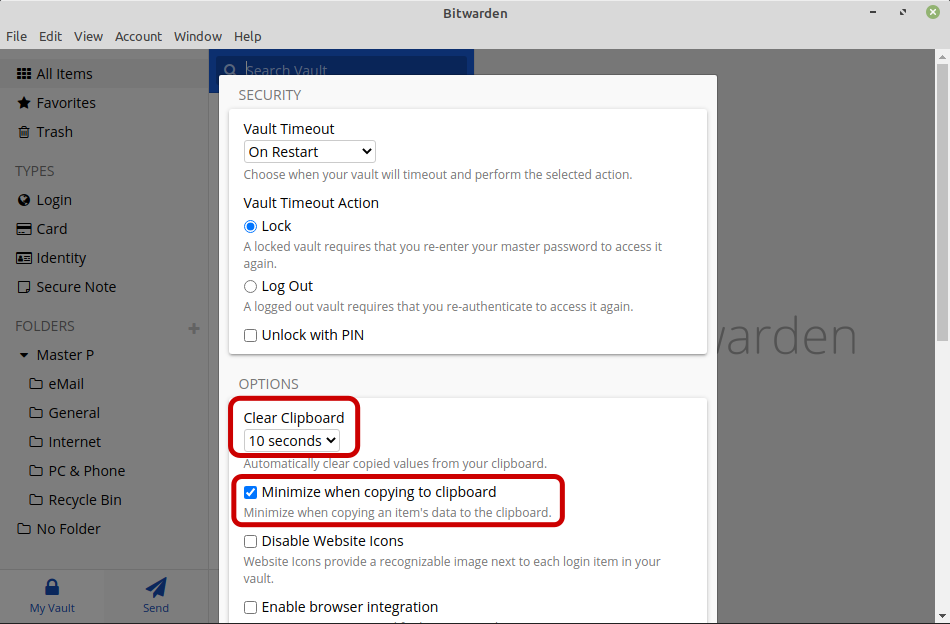 Bitwarden
File Edit View Account Window Help
All Items
Favorites
Trash
TYPES
Login
Card
Identity
Secure Note
FOLDERS
Master P
eMail
General
Internet
PC & Phone
Recycle Bin
No Folder
My Vault
Send
Search Vault
SECURITY
Vault Timeout
On Restart
Choose when your vault will timeout and perform the selected action.
Vault Timeout Action
Lock
A locked vault requires that you re-enter your master password to access it
again.
Log Out
A logged out vault requires that you re-authenticate to access it again.
Unlock with PIN
OPTIONS
Clear Clipboard
10 seconds
Automatically clear copied values from your clipboard.
Minimize when copying to clipboard
Minimize when copying an item's data to the clipboard.
Disable Website Icons
Website Icons provide a recognizable image next to each login item in your
vault.
Enable browser integration
warden